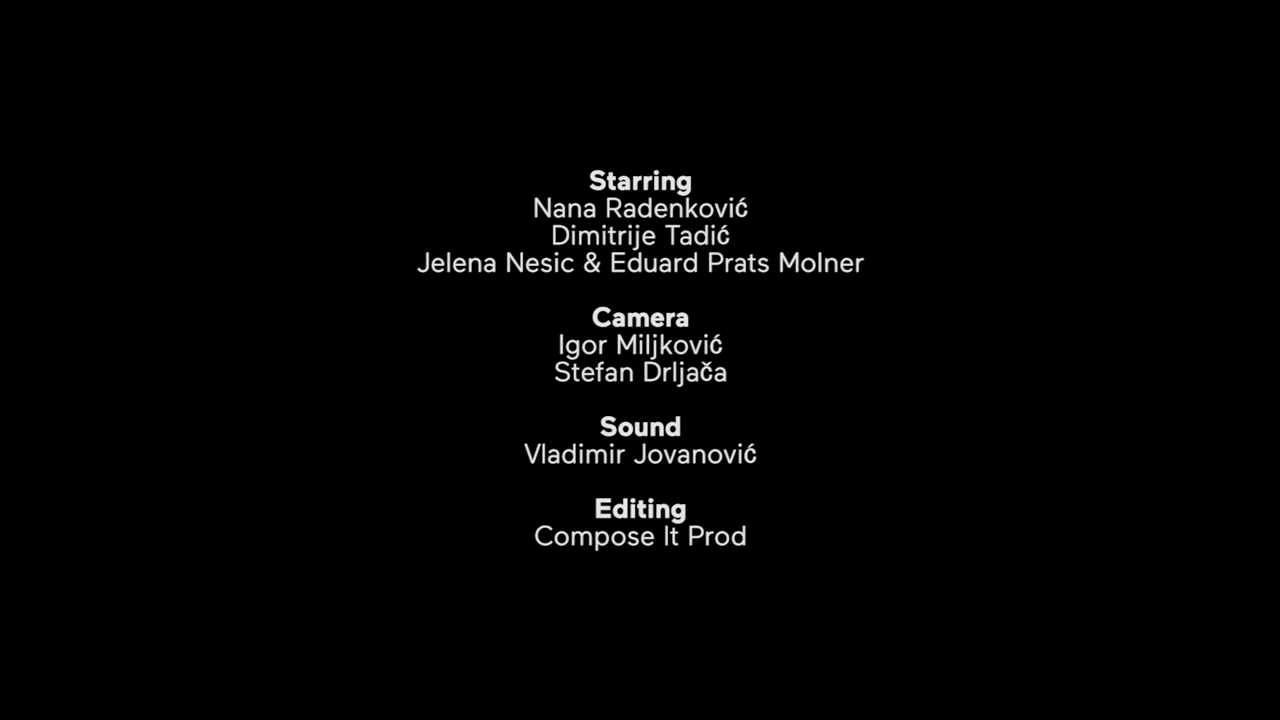 Starring
Nana Radenković
Dimitrije Tadić
Jelena Nesic & Eduard Prats Molner
Camera
Igor Miljković
Stefan Drljača
Sound
Vladimir Jovanović
Editing
Compose It Prod